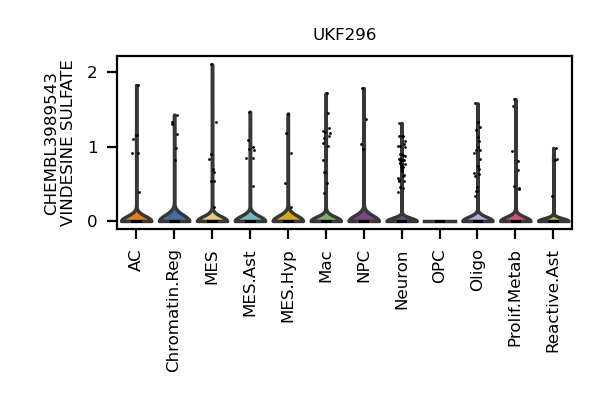 UKF296
CHEMBL3989543
VINDESINE SULFATE
2
1
0
AC
Chromatin.Reg
MES
MES.Ast
MES.Hyp
Mac
NPC
Neuron
OPC
Oligo
Prolif.Metab
Reactive.Ast